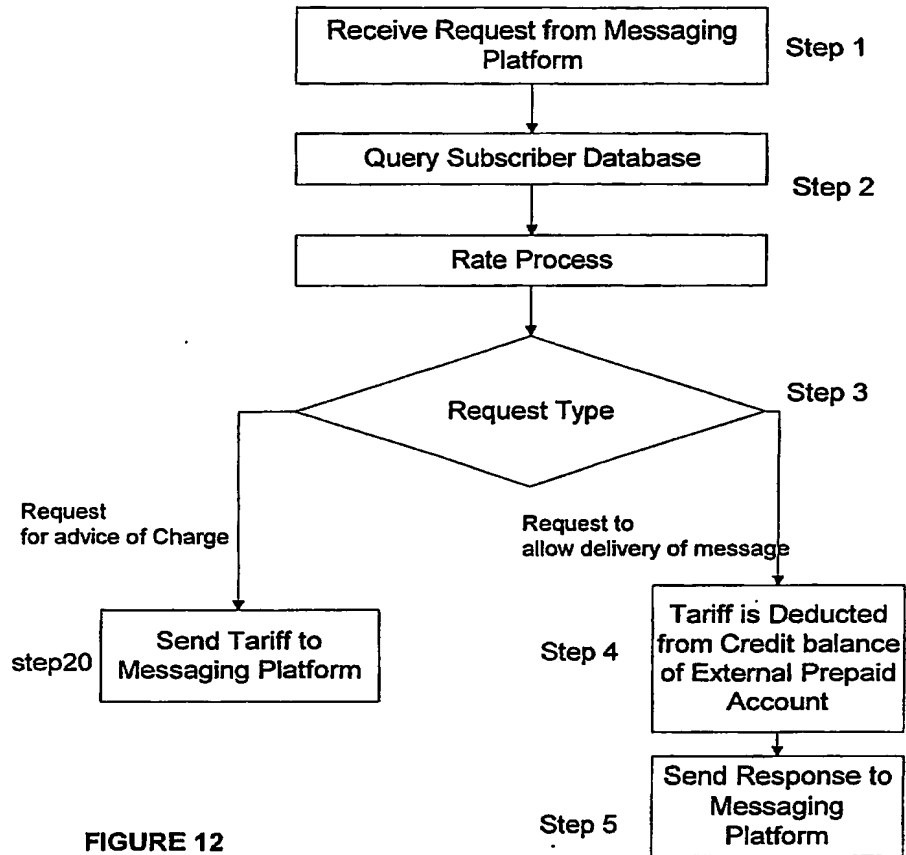 Receive Request from Messaging
Platform
Step 1
Query Subscriber Database
Step 2
Rate Process
Request Type
Step 3
Request
for advice of Charge
Request to
allow delivery of message
step20
Send Tariff to
Messaging Platform
Step 4
Tariff is Deducted
from Credit balance
of External Prepaid
Account
Step 5
Send Response to
Messaging
Platform
FIGURE 12